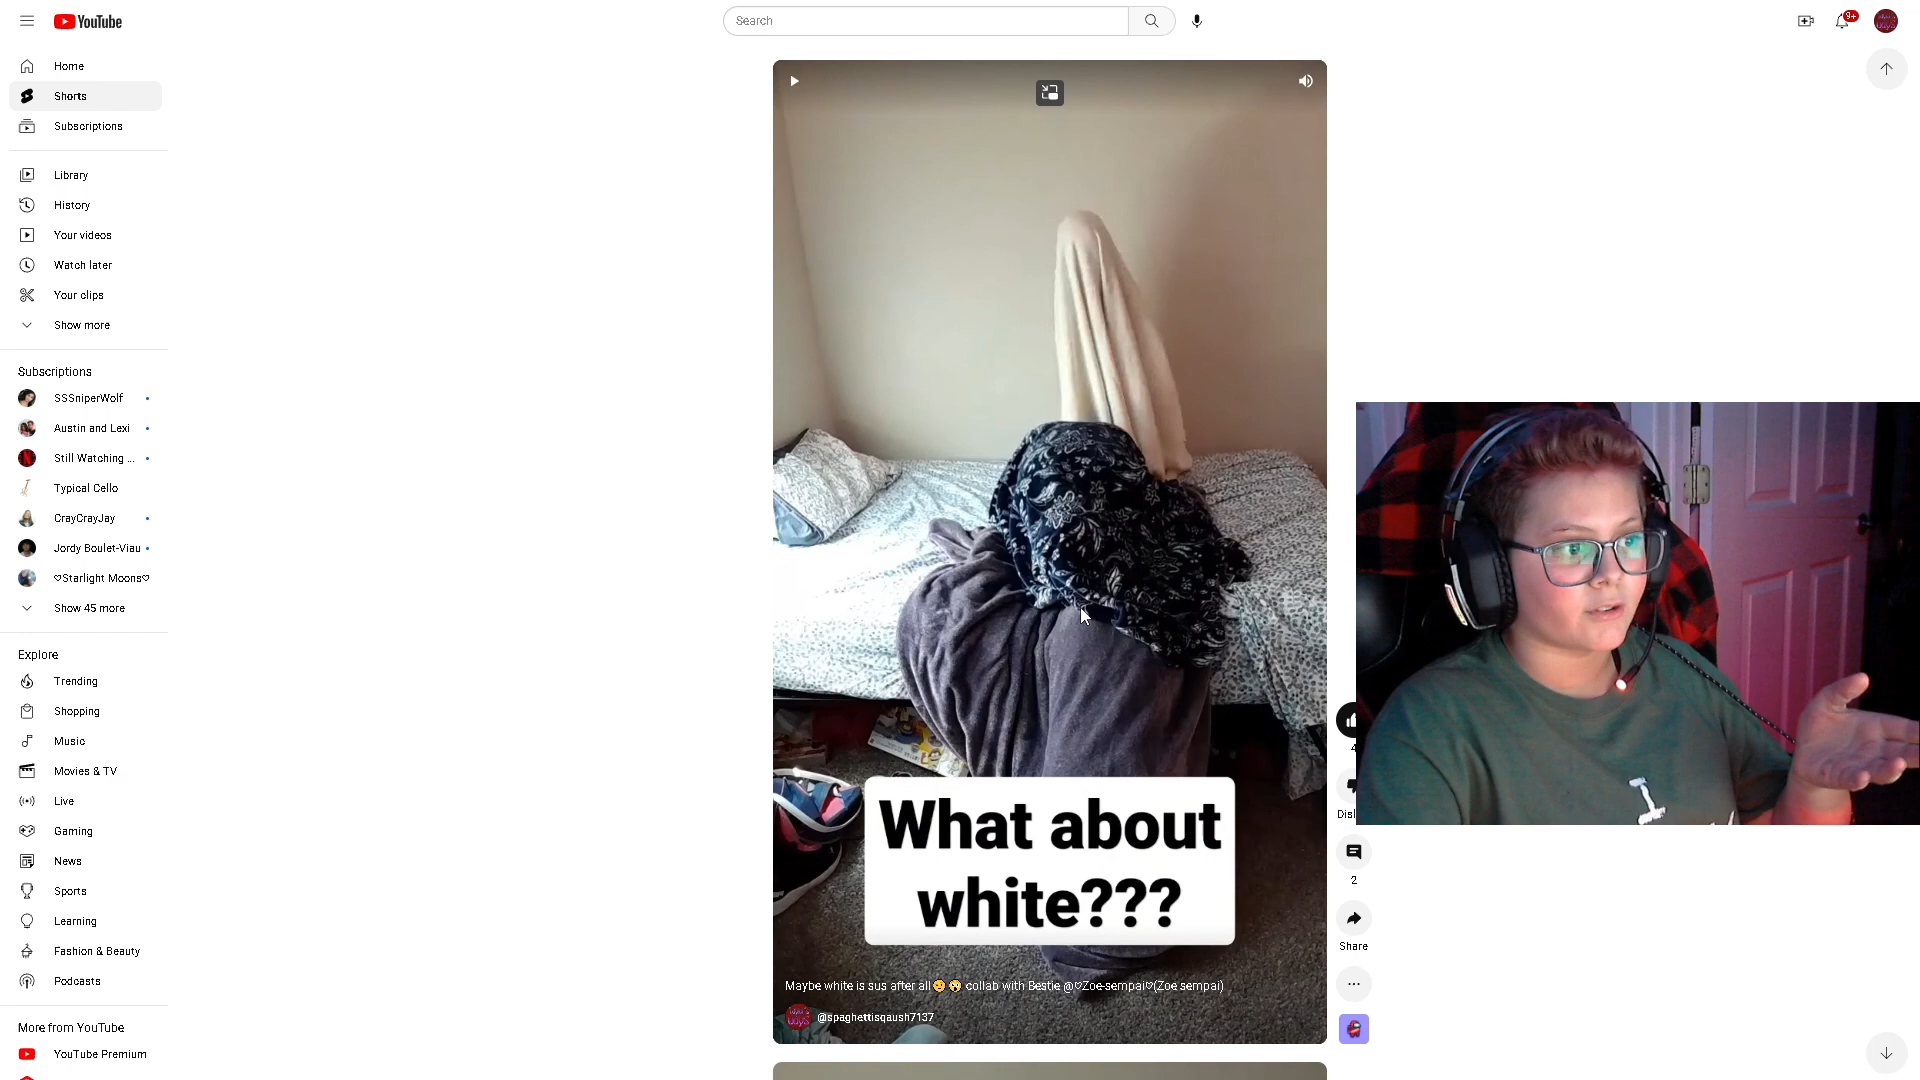 YouTube
Search
9+
Home
Shorts
Subscriptions
Library
History
Your videos
Watch later
Your clips
Show more
Subscriptions
SSSniperWolf
Austin and Lexi
Still Watching ...
Typical Cello
CrayCrayJay
Jordy Boulet-Viau
♡Starlight Moons♡
Show 45 more
Explore
Trending
Shopping
Music
Movies & TV
Live
Gaming
News
Sports
Learning
Fashion & Beauty
Podcasts
More from YouTube
YouTube Premium
What about
white???
Maybe white is sus after all😯😲 collab with Bestie @♡Zoe-sempai♡(Zoe sempai)
@spaghettisqaush7137
4
Disl
2
Share